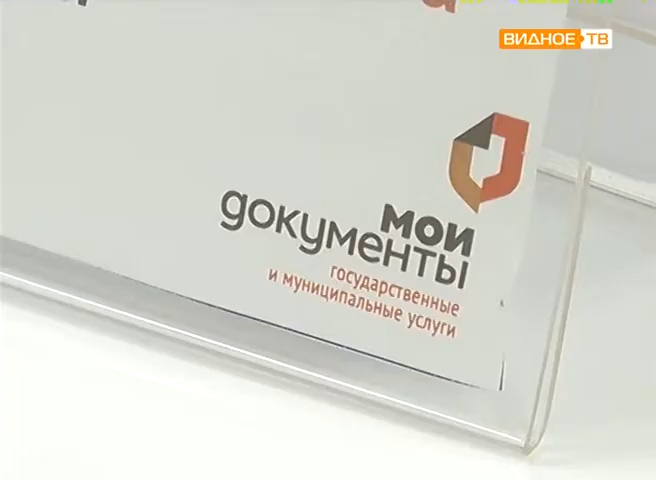 ВИДНОЕ ТВ
мои
документы
государственные
и муниципальные услуги